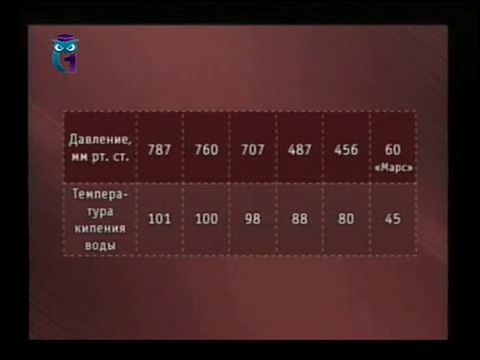 Давление, мм рт. ст. 787 760 707 487 456 60 «Марс»
Темпера-
тура
кипения
воды 101 100 98 88 80 45